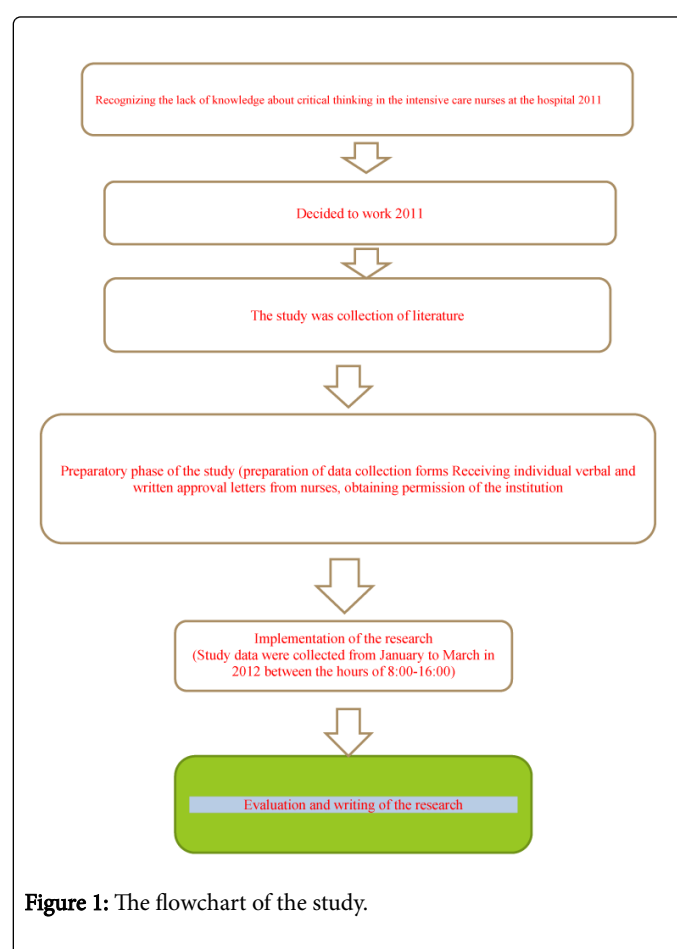 Recognizing the lack of knowledge about critical thinking in the intensive care nurses at the hospital 2011
Decided to work 2011
The study was collection of literature
Preparatory phase of the study (preparation of data collection forms Receiving individual verbal and
written approval letters from nurses, obtaining permission of the institution
Implementation of the research
(Study data were collected from January to March in
2012 between the hours of 8:00-16:00)
Evaluation and writing of the research
Figure 1: The flowchart of the study.